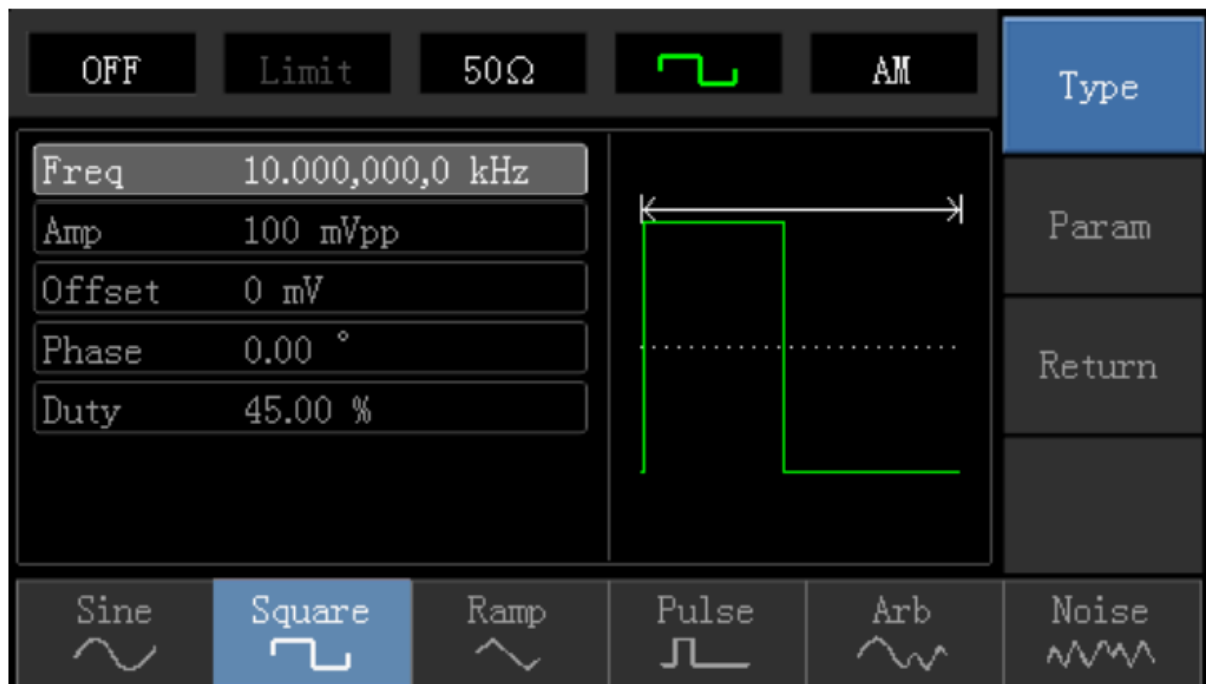 OFF Limit 50Ω AM
Type
Freq 10.000,000,0 kHz
Amp 100 mVpp
Offset 0 mV
Phase 0.00 °
Duty 45.00 %
Param
Return
Sine Square Ramp Pulse Arb Noise